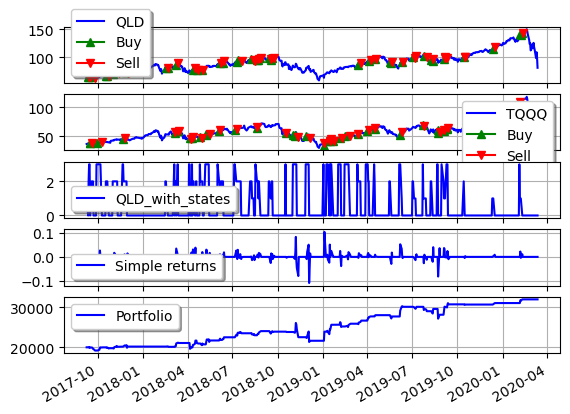 150
100
QLD
Buy
Sell
100
50
TQQQ
Buy
Sell
2
0
QLD_with_states
0.1
0.0
−0.1
Simple returns
30000
20000
Portfolio
2017-10
2018-01
2018-04
2018-07
2018-10
2019-01
2019-04
2019-07
2019-10
2020-01
2020-04